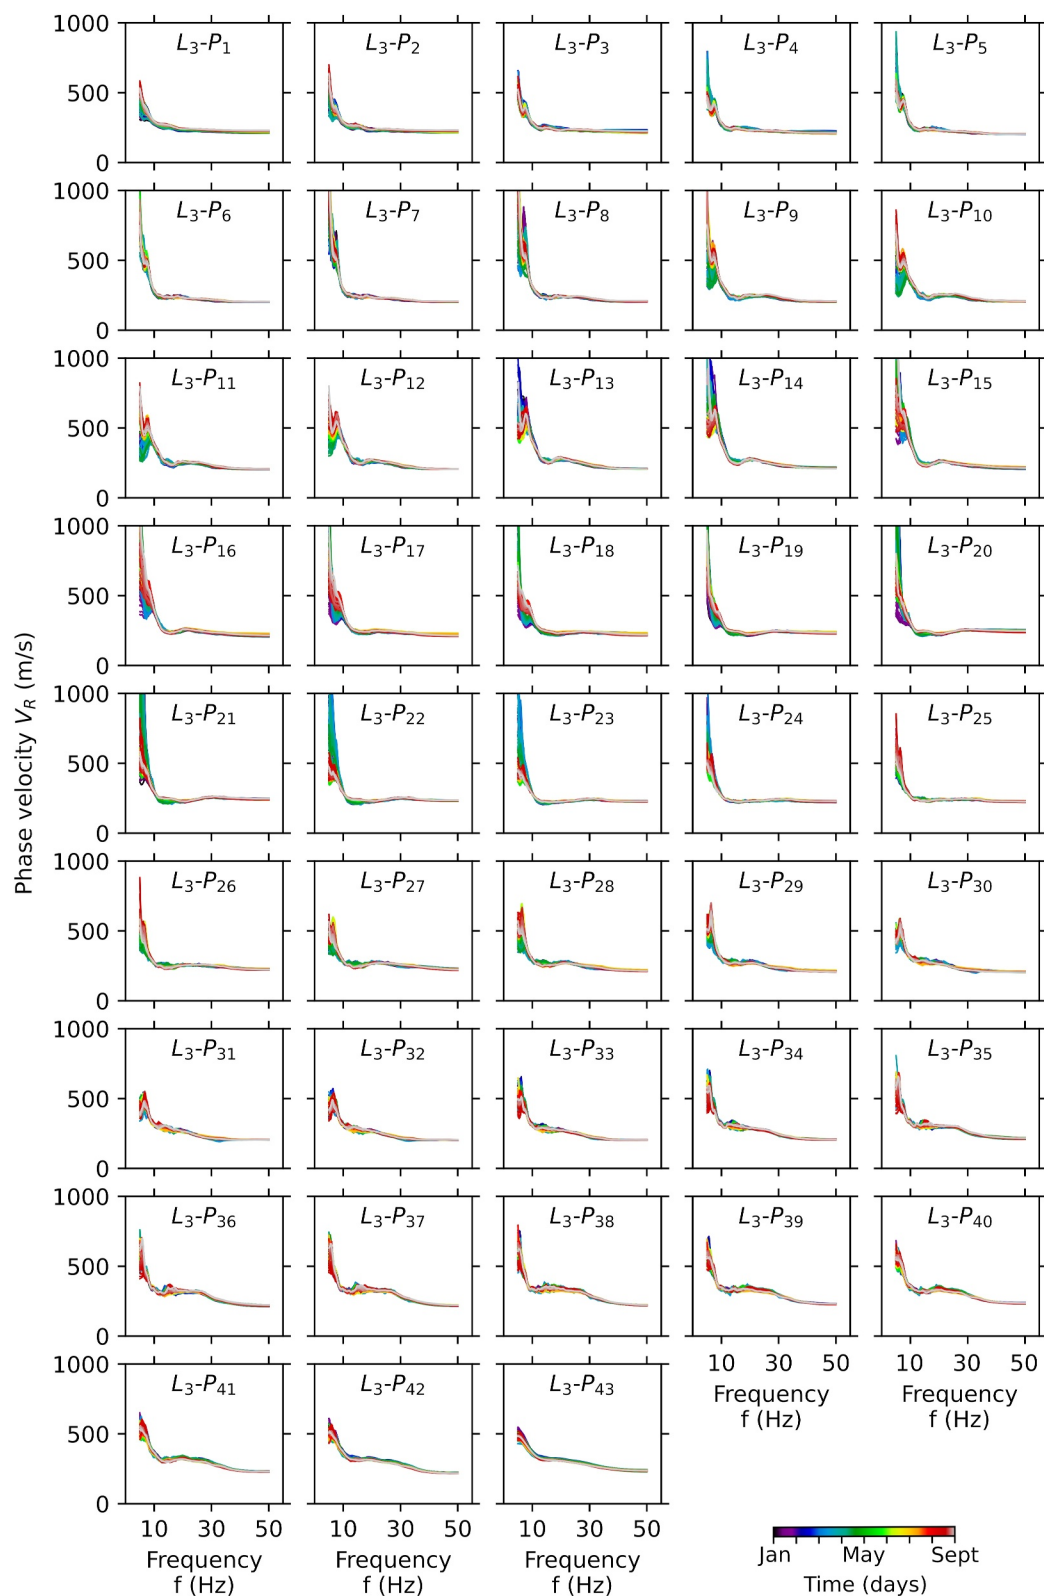 1000
500
0
L₃-P₁
L₃-P₂
L₃-P₃
L₃-P₄
L₃-P₅
1000
500
0
L₃-P₆
L₃-P₇
L₃-P₈
L₃-P₉
L₃-P₁₀
1000
500
0
L₃-P₁₁
L₃-P₁₂
L₃-P₁₃
L₃-P₁₄
L₃-P₁₅
1000
500
0
L₃-P₁₆
L₃-P₁₇
L₃-P₁₈
L₃-P₁₉
L₃-P₂₀
Phase velocity V_R (m/s)
1000
500
0
L₃-P₂₁
L₃-P₂₂
L₃-P₂₃
L₃-P₂₄
L₃-P₂₅
1000
500
0
L₃-P₂₆
L₃-P₂₇
L₃-P₂₈
L₃-P₂₉
L₃-P₃₀
1000
500
0
L₃-P₃₁
L₃-P₃₂
L₃-P₃₃
L₃-P₃₄
L₃-P₃₅
1000
500
0
L₃-P₃₆
L₃-P₃₇
L₃-P₃₈
L₃-P₃₉
L₃-P₄₀
10 30 50
Frequency
f (Hz)
10 30 50
Frequency
f (Hz)
1000
500
0
L₃-P₄₁
L₃-P₄₂
L₃-P₄₃
10 30 50
Frequency
f (Hz)
10 30 50
Frequency
f (Hz)
10 30 50
Frequency
f (Hz)
Jan May Sept
Time (days)